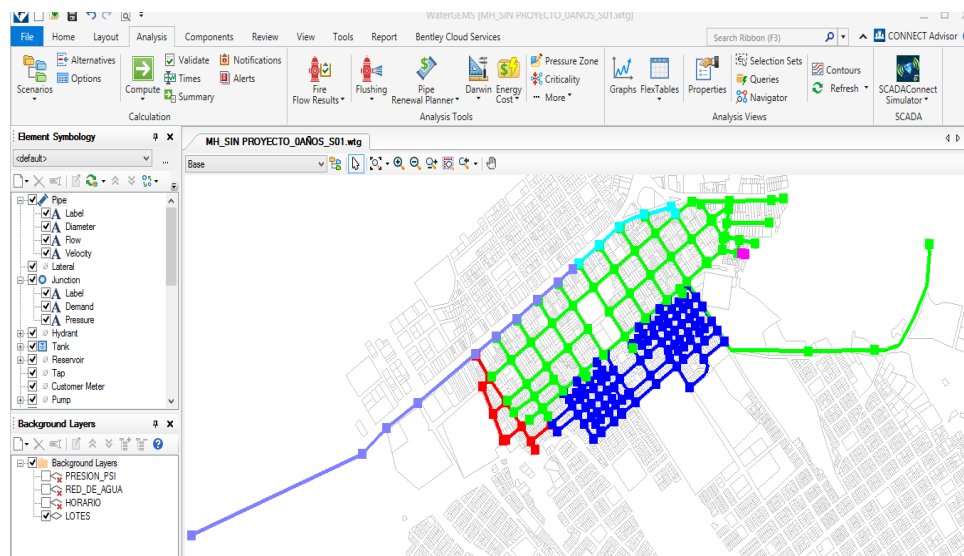 WaterGEMS [MH_SIN PROYECTO_0AÑOS_S01.wtg]
File Home Layout Analysis Components Review View Tools Report Bentley Cloud Services Search Ribbon (F3) CONNECT Advisor
Scenarios Alternatives Options Compute Validate Times Summary Notifications Alerts
Fire Flow Results Flushing Pipe Renewal Planner Darwin Energy Cost Pressure Zone Criticality More
Graphs FlexTables Properties Selection Sets Queries Navigator Contours Refresh SCADAConnect Simulator
Calculation Analysis Tools Analysis Views SCADA
Element Symbology
MH_SIN PROYECTO_0AÑOS_S01.wtg
<default> ...
Base
Pipe
Label
Diameter
Flow
Velocity
Lateral
Junction
Label
Demand
Pressure
Hydrant
Tank
Reservoir
Tap
Customer Meter
Pump
Background Layers
Background Layers
PRESION_PSI
RED_DE_AGUA
HORARIO
LOTES